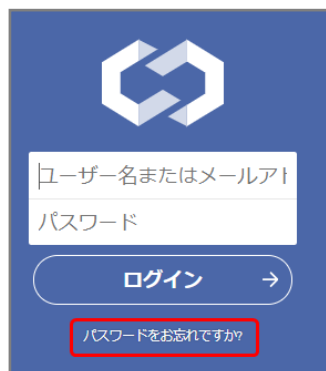 ユーザー名またはメールアト
パスワード
ログイン
パスワードをお忘れですか?